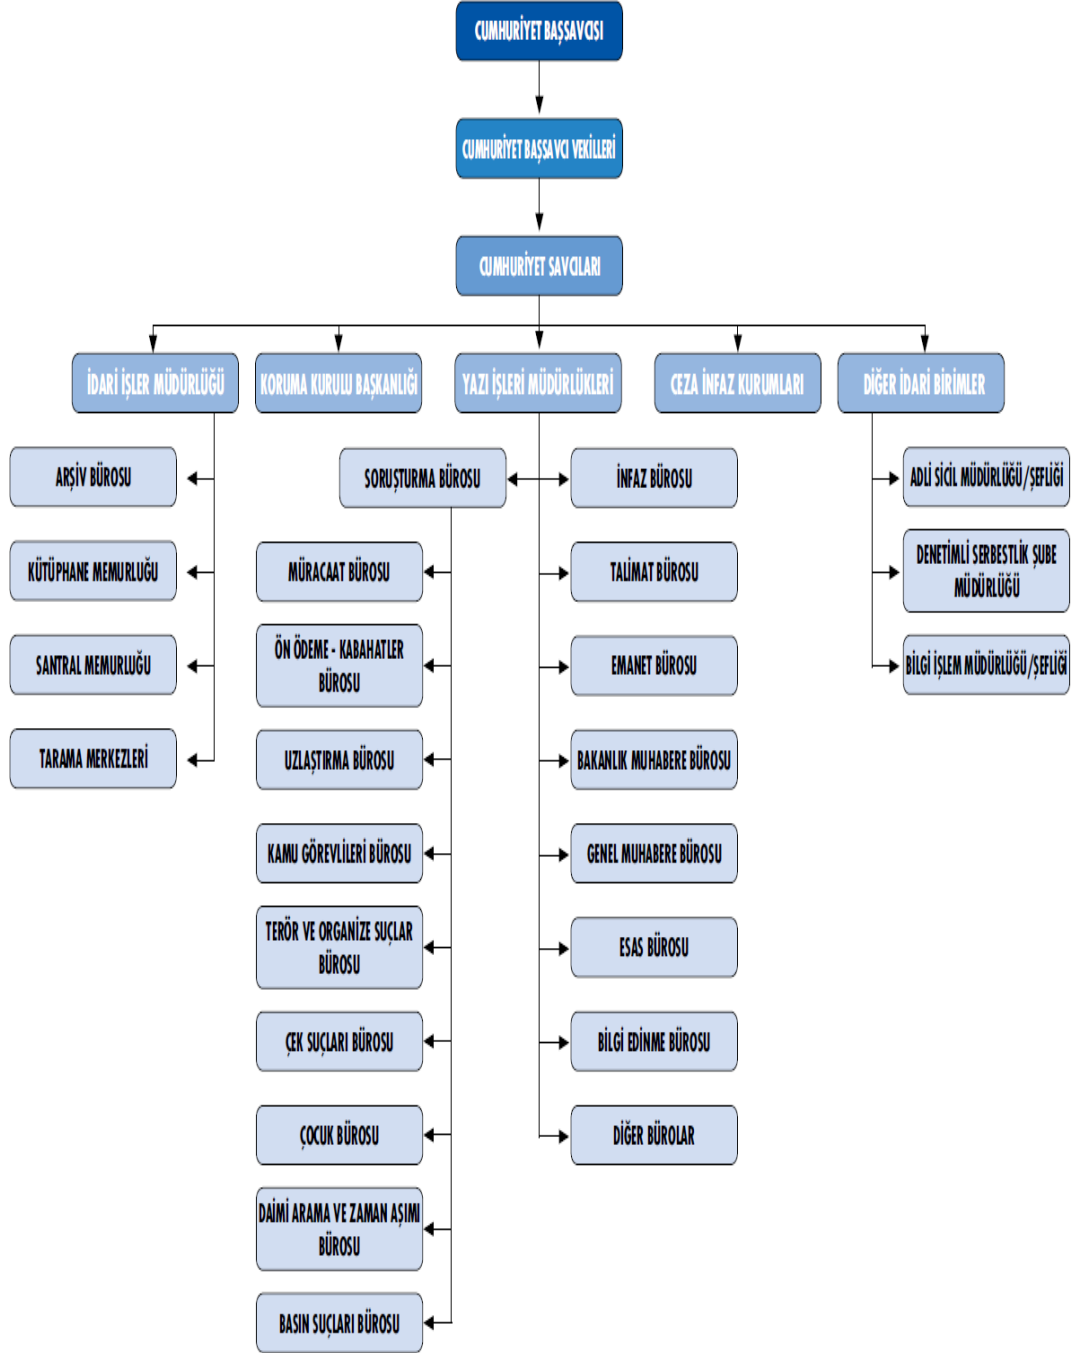 CUMHURİYET BAŞSAVCISI
CUMHURİYET BAŞSAVCI VEKİLLERİ
CUMHURİYET SAVCILARI
İDARİ İŞLER MÜDÜRLÜĞÜ
KORUMA KURULU BAŞKANLIĞI
YAZI İŞLERİ MÜDÜRLÜKLERİ
CEZA İNFAZ KURUMLARI
DİĞER İDARİ BİRİMLER
ARŞİV BÜROSU
KÜTÜPHANE MEMURLUĞU
SANTRAL MEMURLUĞU
TARAMA MERKEZLERİ
SORUŞTURMA BÜROSU
MÜRACAAT BÜROSU
ÖN ÖDEME - KABAHATLER
BÜROSU
UZLAŞTIRMA BÜROSU
KAMU GÖREVLİLERİ BÜROSU
TERÖR VE ORGANİZE SUÇLAR
BÜROSU
ÇEK SUÇLARI BÜROSU
ÇOCUK BÜROSU
DAİMİ ARAMA VE ZAMAN AŞIMI
BÜROSU
BASIN SUÇLARI BÜROSU
İNFAZ BÜROSU
TALİMAT BÜROSU
EMANET BÜROSU
BAKANLIK MUHABERE BÜROSU
GENEL MUHABERE BÜROSU
ESAS BÜROSU
BİLGİ EDİNME BÜROSU
DİĞER BÜROLAR
ADLİ SİCİL MÜDÜRLÜĞÜ/ŞEFLİĞİ
DENETİMLİ SERBESTLİK ŞUBE
MÜDÜRLÜĞÜ
BİLGİ İŞLEM MÜDÜRLÜĞÜ/ŞEFLİĞİ